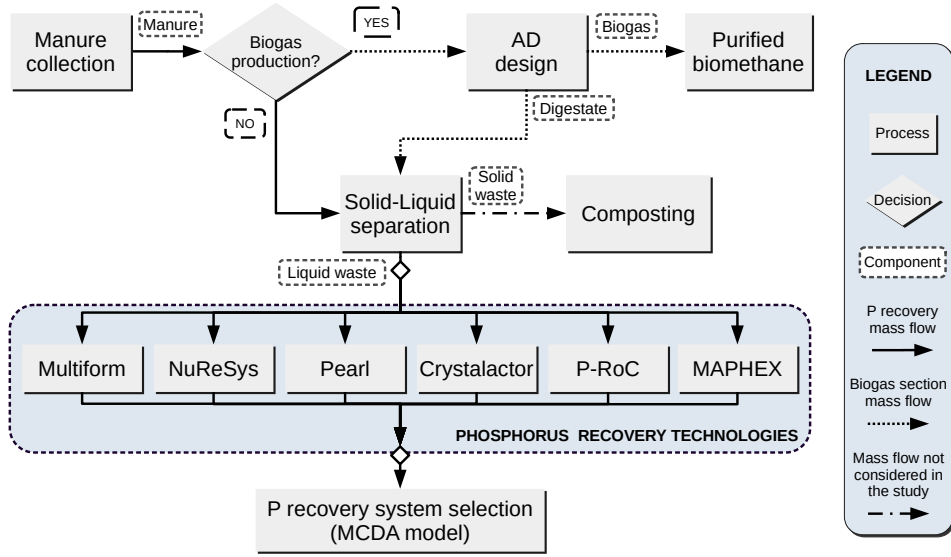 Manure
collection
Manure
Biogas
production?
YES
AD
design
Biogas
Purified
biomethane
NO
Digestate
Solid-Liquid
separation
Solid
waste
Composting
Liquid waste
Multiform
NuReSys
Pearl
Crystalactor
P-RoC
MAPHEX
PHOSPHORUS RECOVERY TECHNOLOGIES
P recovery system selection
(MCDA model)
LEGEND
Process
Decision
Component
P recovery
mass flow
Biogas section
mass flow
Mass flow not
considered in
the study